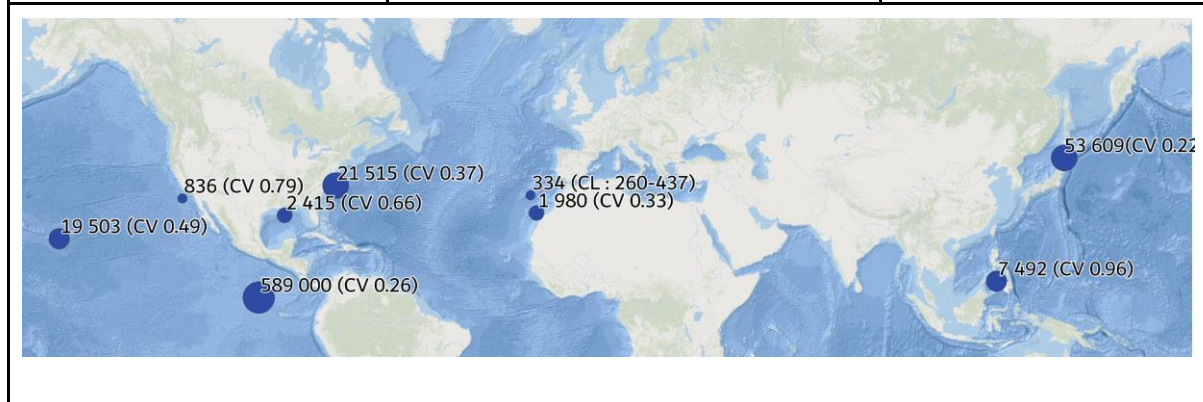 53 609(CV 0.22
21 515 (CV 0.37)
836 (CV 0.79)
334 (CL : 260-437)
2 415 (CV 0.66)
1 980 (CV 0.33)
19 503 (CV 0.49)
7 492 (CV 0.96)
589 000 (CV 0.26)